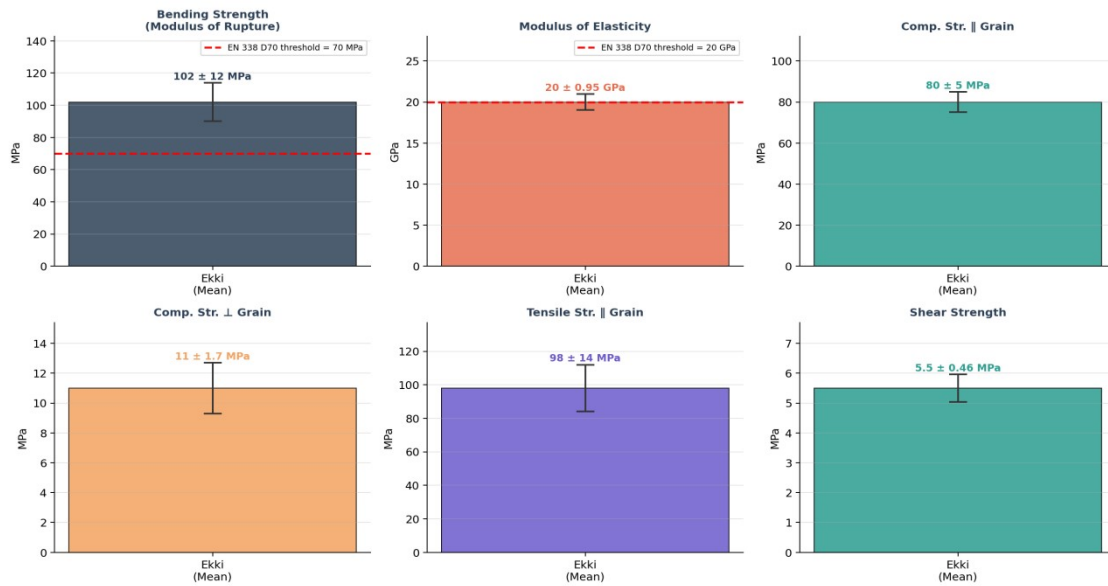 Bending Strength
(Modulus of Rupture)
140
120
100
80
60
40
20
0
MPa
EN 338 D70 threshold = 70 MPa
102 ± 12 MPa
Ekki
(Mean)
Modulus of Elasticity
25
20
15
10
5
0
GPa
EN 338 D70 threshold = 20 GPa
20 ± 0.95 GPa
Ekki
(Mean)
Comp. Str. ∥ Grain
100
80
60
40
20
0
MPa
80 ± 5 MPa
Ekki
(Mean)
Comp. Str. ⊥ Grain
14
12
10
8
6
4
2
0
MPa
11 ± 1.7 MPa
Ekki
(Mean)
Tensile Str. ∥ Grain
120
100
80
60
40
20
0
MPa
98 ± 14 MPa
Ekki
(Mean)
Shear Strength
7
6
5
4
3
2
1
0
MPa
5.5 ± 0.46 MPa
Ekki
(Mean)